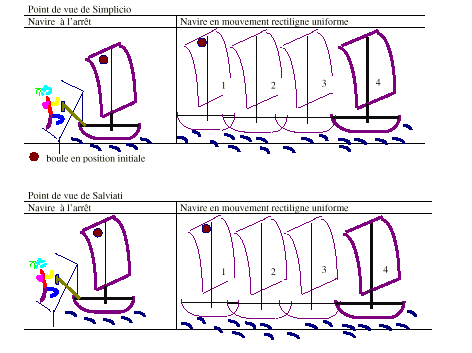 Point de vue de Simplicio
Navire à l'arrêt
Navire en mouvement rectiligne uniforme
1
2
3
4
boule en position initiale
Point de vue de Salviati
Navire à l'arrêt
Navire en mouvement rectiligne uniforme
1
2
3
4